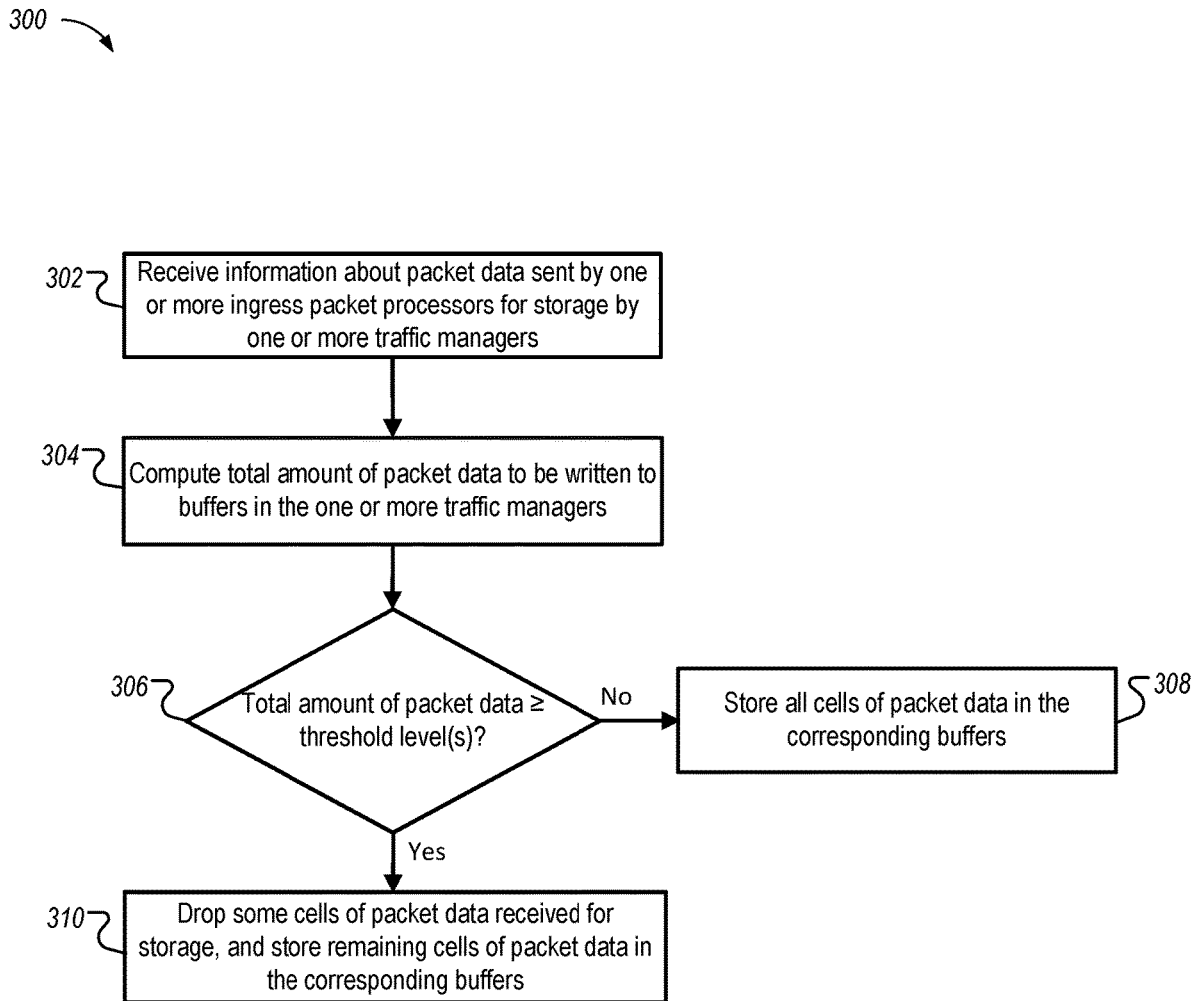 300
302
Receive information about packet data sent by one
or more ingress packet processors for storage by
one or more traffic managers
304
Compute total amount of packet data to be written to
buffers in the one or more traffic managers
306
Total amount of packet data ≥
threshold level(s)?
No
Store all cells of packet data in the
corresponding buffers
308
Yes
310
Drop some cells of packet data received for
storage, and store remaining cells of packet data in
the corresponding buffers